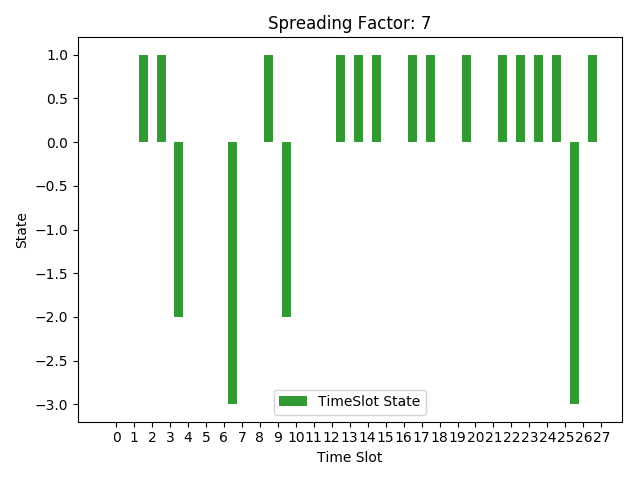 Spreading Factor: 7
1.0
0.5
0.0
−0.5
−1.0
−1.5
−2.0
−2.5
−3.0
State
TimeSlot State
0 1 2 3 4 5 6 7 8 9 10 11 12 13 14 15 16 17 18 19 20 21 22 23 24 25 26 27
Time Slot